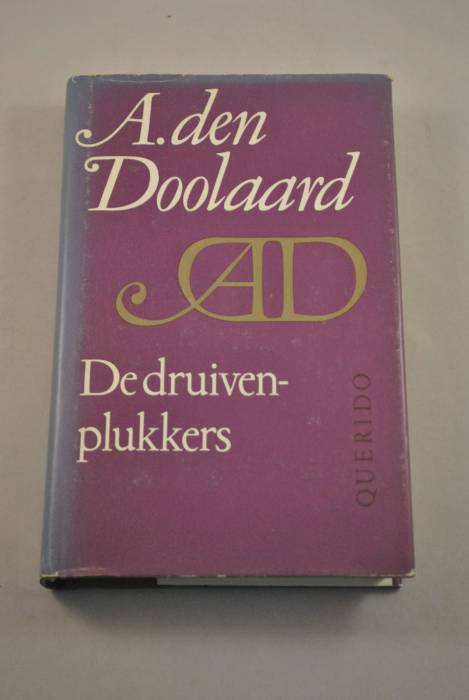 A. den
Doolaard
AD
De druiven-
plukkers
QUERIDO